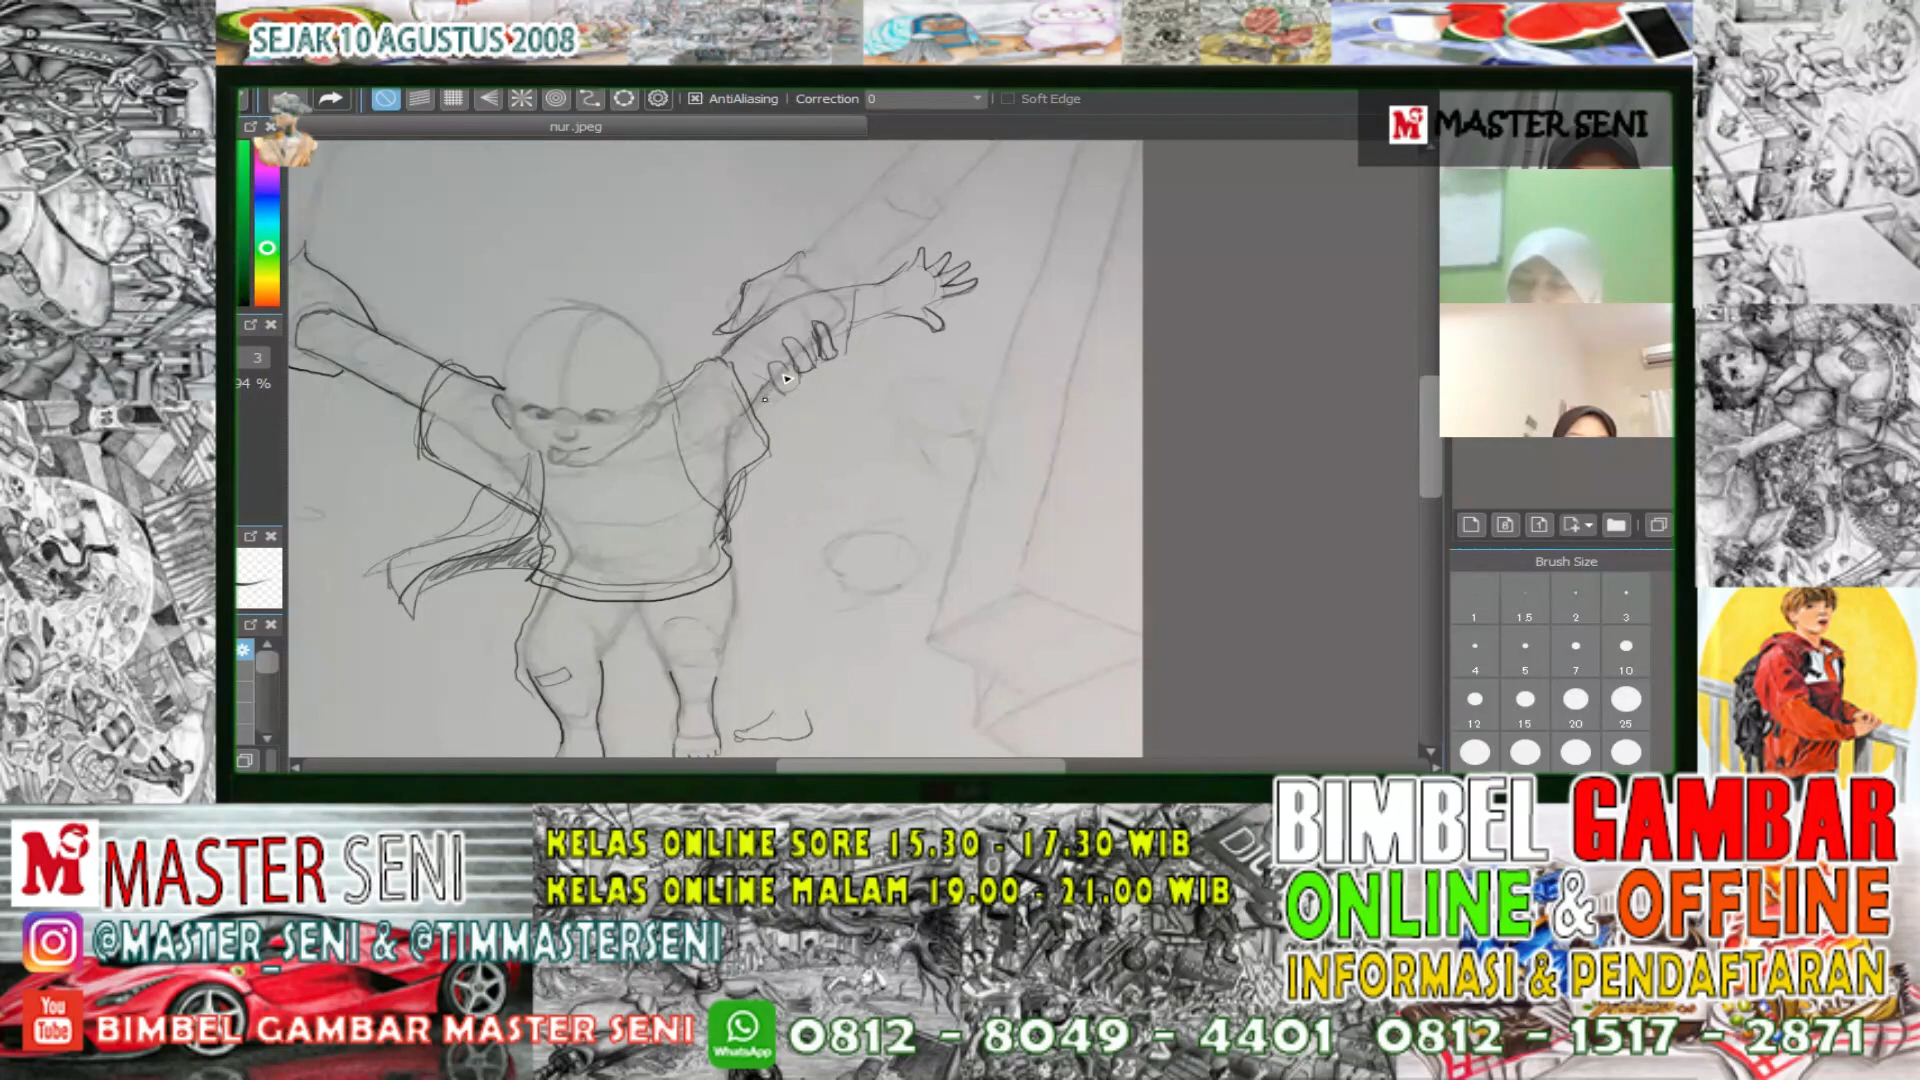 SEJAK 10 AGUSTUS 2008
AntiAliasing
Correction
0
Soft Edge
nur.jpeg
MASTER SENI
3
94 %
Brush Size
1 1.5 2 3
4 5 7 10
12 15 20 25
MASTER SENI
@MASTER_SENI & @TIMMASTERSENI
You Tube
BIMBEL GAMBAR MASTER SENI
KELAS ONLINE SORE 15.30 - 17.30 WIB
KELAS ONLINE MALAM 19.00 - 21.00 WIB
WhatsApp
0812 - 8049 - 4401 0812 - 1517 - 2871
BIMBEL GAMBAR
ONLINE & OFFLINE
INFORMASI & PENDAFTARAN